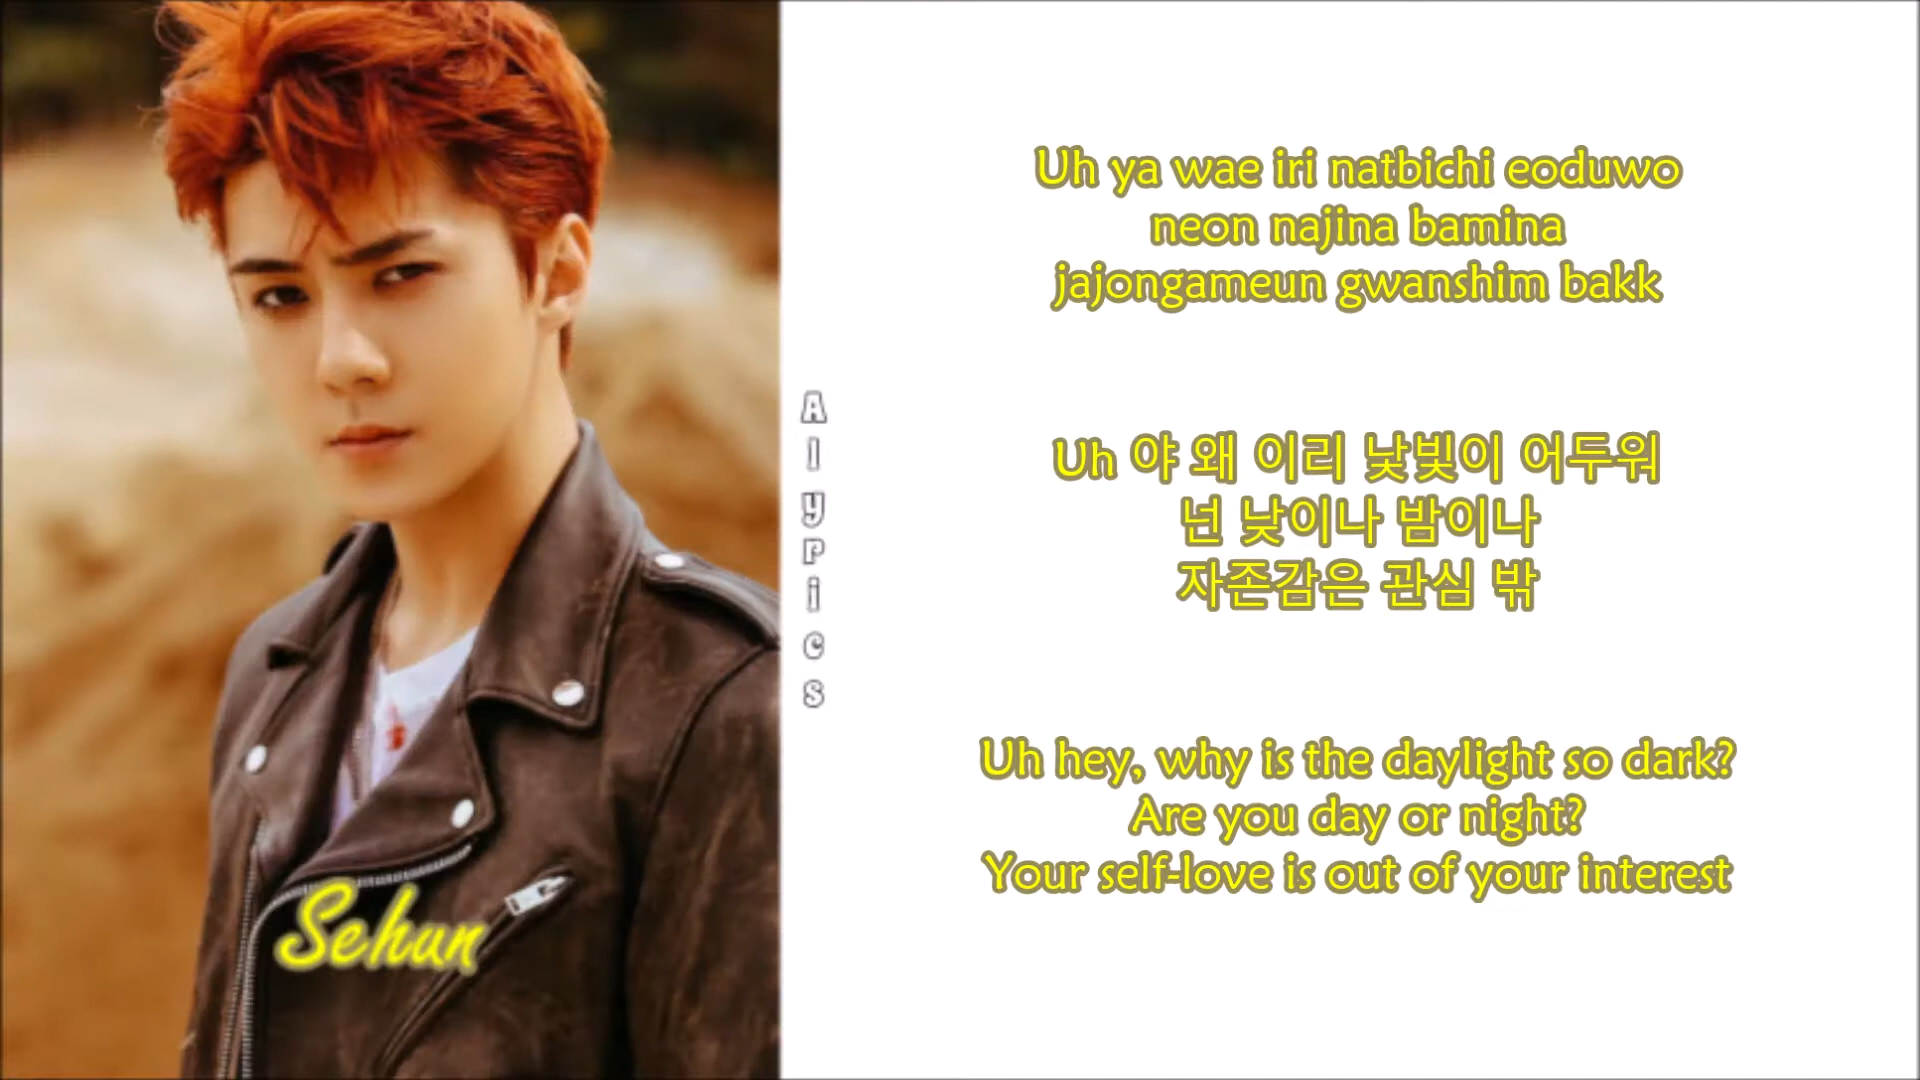 Sehun
Alyrics
Uh ya wae iri natbichi eoduwo
neon najina bamina
jajongameun gwanshim bakk
Uh 야 왜 이리 낯빛이 어두워
넌 낮이나 밤이나
자존감은 관심 밖
Uh hey, why is the daylight so dark?
Are you day or night?
Your self-love is out of your interest